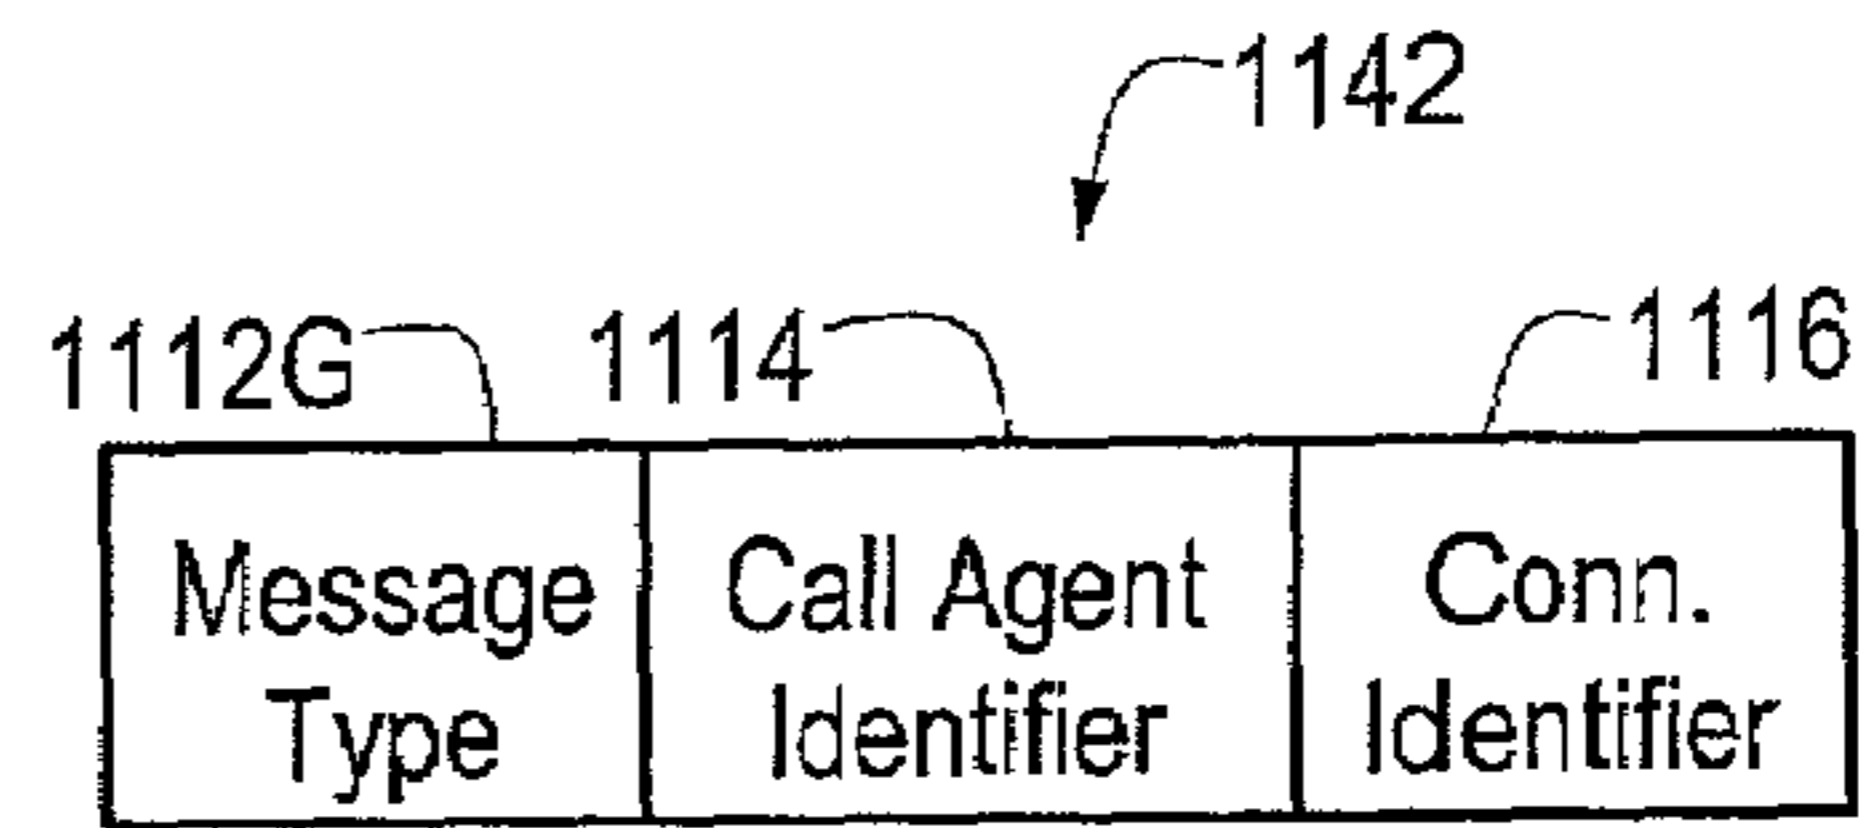 1142
1112G 1114 1116
Message Call Agent Conn.
Type Identifier Identifier